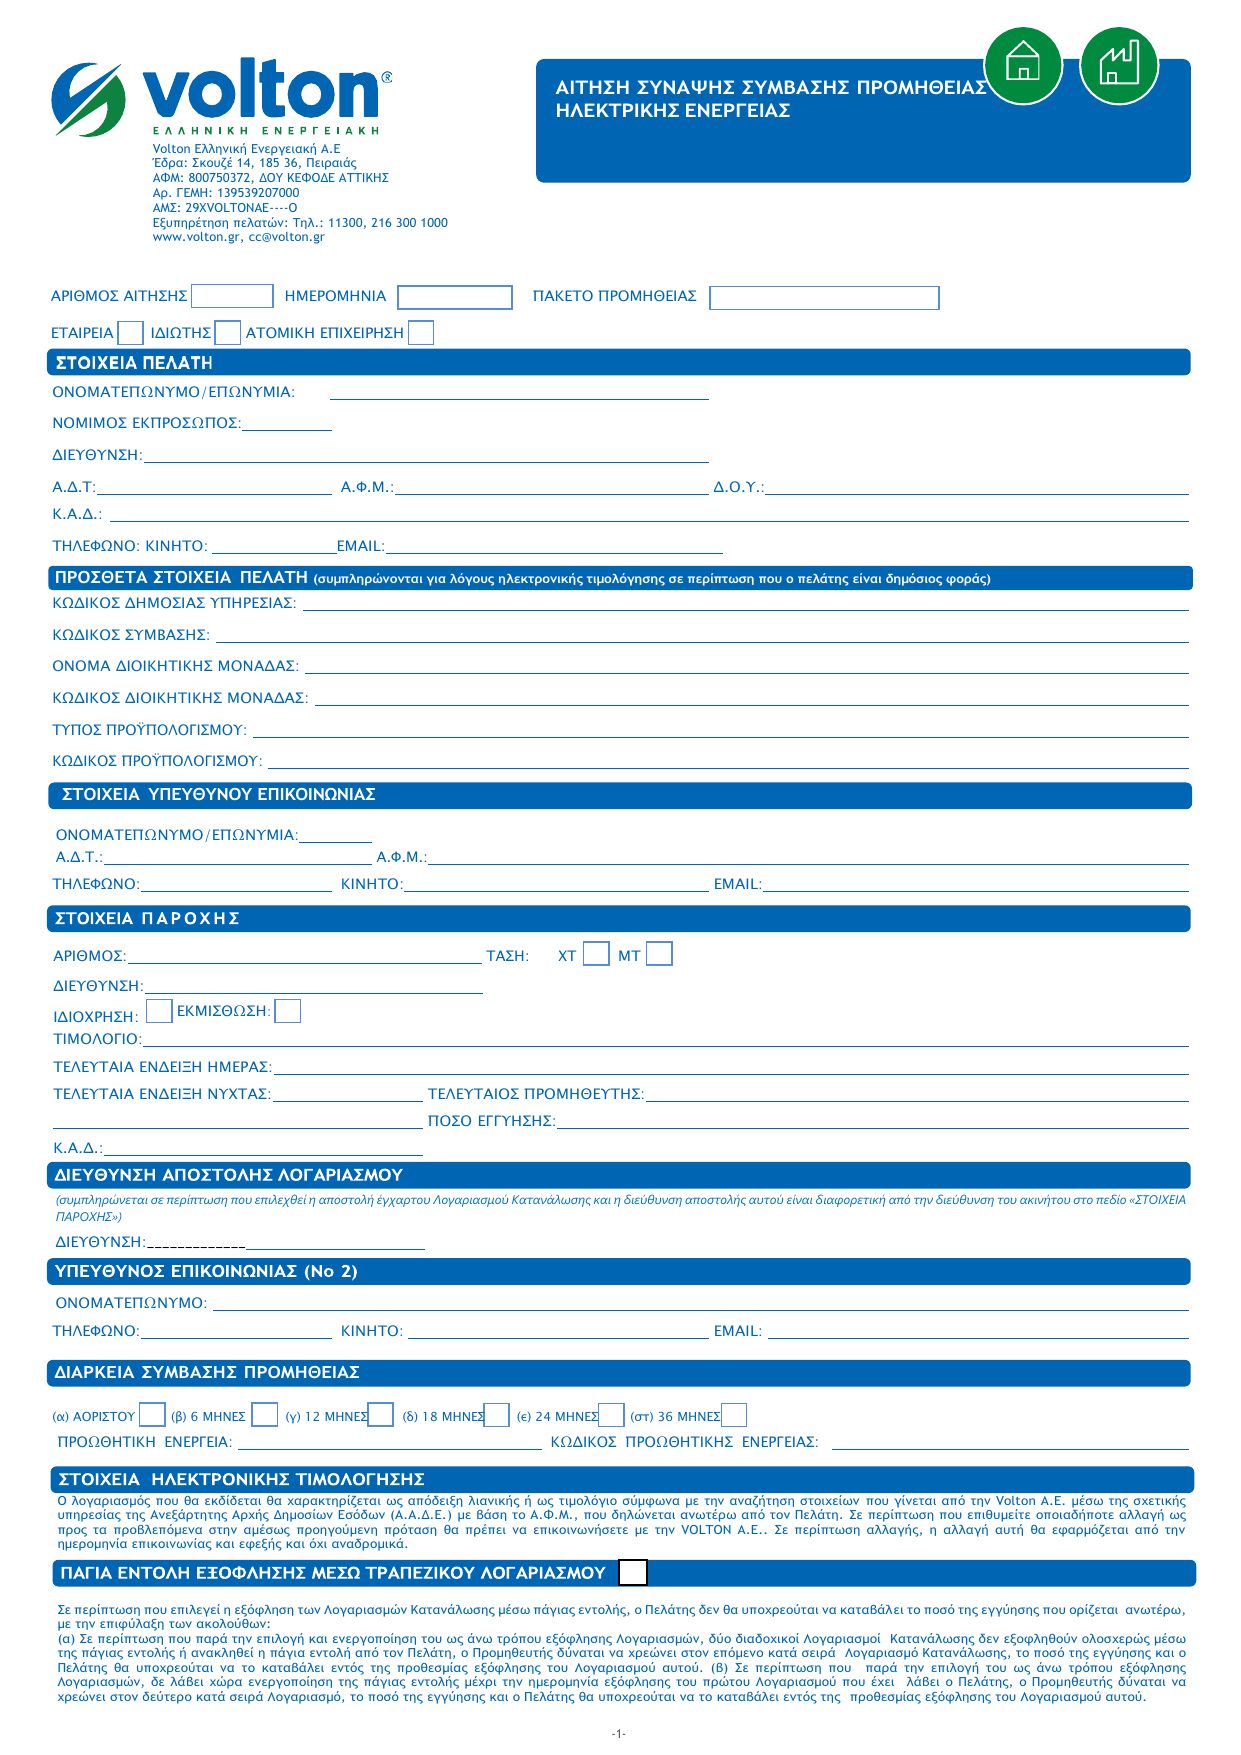 volton®
ΕΛΛΗΝΙΚΗ ΕΝΕΡΓΕΙΑΚΗ
Volton Ελληνική Ενεργειακή Α.Ε
Έδρα: Σκουζέ 14, 185 36, Πειραιάς
ΑΦΜ: 800750372, ΔΟΥ ΚΕΦΟΔΕ ΑΤΤΙΚΗΣ
Αρ. ΓΕΜΗ: 139539207000
ΑΜΣ: 29XVOLTONAE----O
Εξυπηρέτηση πελατών: Τηλ.: 11300, 216 300 1000
www.volton.gr, cc@volton.gr
ΑΙΤΗΣΗ ΣΥΝΑΨΗΣ ΣΥΜΒΑΣΗΣ ΠΡΟΜΗΘΕΙΑΣ
ΗΛΕΚΤΡΙΚΗΣ ΕΝΕΡΓΕΙΑΣ
ΑΡΙΘΜΟΣ ΑΙΤΗΣΗΣ ΗΜΕΡΟΜΗΝΙΑ ΠΑΚΕΤΟ ΠΡΟΜΗΘΕΙΑΣ
ΕΤΑΙΡΕΙΑ ΙΔΙΩΤΗΣ ΑΤΟΜΙΚΗ ΕΠΙΧΕΙΡΗΣΗ
ΣΤΟΙΧΕΙΑ ΠΕΛΑΤΗ
ΟΝΟΜΑΤΕΠΩΝΥΜΟ/ΕΠΩΝΥΜΙΑ:
ΝΟΜΙΜΟΣ ΕΚΠΡΟΣΩΠΟΣ:
ΔΙΕΥΘΥΝΣΗ:
Α.Δ.Τ: Α.Φ.Μ.: Δ.Ο.Υ.:
Κ.Α.Δ.:
ΤΗΛΕΦΩΝΟ: ΚΙΝΗΤΟ: EMAIL:
ΠΡΟΣΘΕΤΑ ΣΤΟΙΧΕΙΑ ΠΕΛΑΤΗ (συμπληρώνονται για λόγους ηλεκτρονικής τιμολόγησης σε περίπτωση που ο πελάτης είναι δημόσιος φοράς)
ΚΩΔΙΚΟΣ ΔΗΜΟΣΙΑΣ ΥΠΗΡΕΣΙΑΣ:
ΚΩΔΙΚΟΣ ΣΥΜΒΑΣΗΣ:
ΟΝΟΜΑ ΔΙΟΙΚΗΤΙΚΗΣ ΜΟΝΑΔΑΣ:
ΚΩΔΙΚΟΣ ΔΙΟΙΚΗΤΙΚΗΣ ΜΟΝΑΔΑΣ:
ΤΥΠΟΣ ΠΡΟΫΠΟΛΟΓΙΣΜΟΥ:
ΚΩΔΙΚΟΣ ΠΡΟΫΠΟΛΟΓΙΣΜΟΥ:
ΣΤΟΙΧΕΙΑ ΥΠΕΥΘΥΝΟΥ ΕΠΙΚΟΙΝΩΝΙΑΣ
ΟΝΟΜΑΤΕΠΩΝΥΜΟ/ΕΠΩΝΥΜΙΑ:
Α.Δ.Τ.: Α.Φ.Μ.:
ΤΗΛΕΦΩΝΟ: ΚΙΝΗΤΟ: EMAIL:
ΣΤΟΙΧΕΙΑ ΠΑΡΟΧΗΣ
ΑΡΙΘΜΟΣ: ΤΑΣΗ: ΧΤ ΜΤ
ΔΙΕΥΘΥΝΣΗ:
ΙΔΙΟΧΡΗΣΗ: ΕΚΜΙΣΘΩΣΗ:
ΤΙΜΟΛΟΓΙΟ:
ΤΕΛΕΥΤΑΙΑ ΕΝΔΕΙΞΗ ΗΜΕΡΑΣ:
ΤΕΛΕΥΤΑΙΑ ΕΝΔΕΙΞΗ ΝΥΧΤΑΣ: ΤΕΛΕΥΤΑΙΟΣ ΠΡΟΜΗΘΕΥΤΗΣ:
ΠΟΣΟ ΕΓΓΥΗΣΗΣ:
Κ.Α.Δ.:
ΔΙΕΥΘΥΝΣΗ ΑΠΟΣΤΟΛΗΣ ΛΟΓΑΡΙΑΣΜΟΥ
(συμπληρώνεται σε περίπτωση που επιλεχθεί η αποστολή έγχαρτου Λογαριασμού Κατανάλωσης και η διεύθυνση αποστολής αυτού είναι διαφορετική από την διεύθυνση του ακινήτου στο πεδίο «ΣΤΟΙΧΕΙΑ
ΠΑΡΟΧΗΣ»)
ΔΙΕΥΘΥΝΣΗ:_____________
ΥΠΕΥΘΥΝΟΣ ΕΠΙΚΟΙΝΩΝΙΑΣ (Νο 2)
ΟΝΟΜΑΤΕΠΩΝΥΜΟ:
ΤΗΛΕΦΩΝΟ: ΚΙΝΗΤΟ: EMAIL:
ΔΙΑΡΚΕΙΑ ΣΥΜΒΑΣΗΣ ΠΡΟΜΗΘΕΙΑΣ
(α) ΑΟΡΙΣΤΟΥ (β) 6 ΜΗΝΕΣ (γ) 12 ΜΗΝΕΣ (δ) 18 ΜΗΝΕΣ (ε) 24 ΜΗΝΕΣ (στ) 36 ΜΗΝΕΣ
ΠΡΟΩΘΗΤΙΚΗ ΕΝΕΡΓΕΙΑ: ΚΩΔΙΚΟΣ ΠΡΟΩΘΗΤΙΚΗΣ ΕΝΕΡΓΕΙΑΣ:
ΣΤΟΙΧΕΙΑ ΗΛΕΚΤΡΟΝΙΚΗΣ ΤΙΜΟΛΟΓΗΣΗΣ
Ο λογαριασμός που θα εκδίδεται θα χαρακτηρίζεται ως απόδειξη λιανικής ή ως τιμολόγιο σύμφωνα με την αναζήτηση στοιχείων που γίνεται από την Volton A.E. μέσω της σχετικής
υπηρεσίας της Ανεξάρτητης Αρχής Δημοσίων Εσόδων (Α.Α.Δ.Ε.) με βάση το Α.Φ.Μ., που δηλώνεται ανωτέρω από τον Πελάτη. Σε περίπτωση που επιθυμείτε οποιαδήποτε αλλαγή ως
προς τα προβλεπόμενα στην αμέσως προηγούμενη πρόταση θα πρέπει να επικοινωνήσετε με την VOLTON A.E.. Σε περίπτωση αλλαγής, η αλλαγή αυτή θα εφαρμόζεται από την
ημερομηνία επικοινωνίας και εφεξής και όχι αναδρομικά.
ΠΑΓΙΑ ΕΝΤΟΛΗ ΕΞΟΦΛΗΣΗΣ ΜΕΣΩ ΤΡΑΠΕΖΙΚΟΥ ΛΟΓΑΡΙΑΣΜΟΥ
Σε περίπτωση που επιλεγεί η εξόφληση των Λογαριασμών Κατανάλωσης μέσω πάγιας εντολής, ο Πελάτης δεν θα υποχρεούται να καταβάλει το ποσό της εγγύησης που ορίζεται ανωτέρω,
με την επιφύλαξη των ακολούθων:
(α) Σε περίπτωση που παρά την επιλογή και ενεργοποίηση του ως άνω τρόπου εξόφλησης Λογαριασμών, δύο διαδοχικοί Λογαριασμοί Κατανάλωσης δεν εξοφληθούν ολοσχερώς μέσω
της πάγιας εντολής ή ανακληθεί η πάγια εντολή από τον Πελάτη, ο Προμηθευτής δύναται να χρεώνει στον επόμενο κατά σειρά Λογαριασμό Κατανάλωσης, το ποσό της εγγύησης και ο
Πελάτης θα υποχρεούται να το καταβάλει εντός της προθεσμίας εξόφλησης του Λογαριασμού αυτού. (β) Σε περίπτωση που παρά την επιλογή του ως άνω τρόπου εξόφλησης
Λογαριασμών, δε λάβει χώρα ενεργοποίηση της πάγιας εντολής μέχρι την ημερομηνία εξόφλησης του πρώτου Λογαριασμού που έχει λάβει ο Πελάτης, ο Προμηθευτής δύναται να
χρεώνει στον δεύτερο κατά σειρά Λογαριασμό, το ποσό της εγγύησης και ο Πελάτης θα υποχρεούται να το καταβάλει εντός της προθεσμίας εξόφλησης του Λογαριασμού αυτού.
-1-